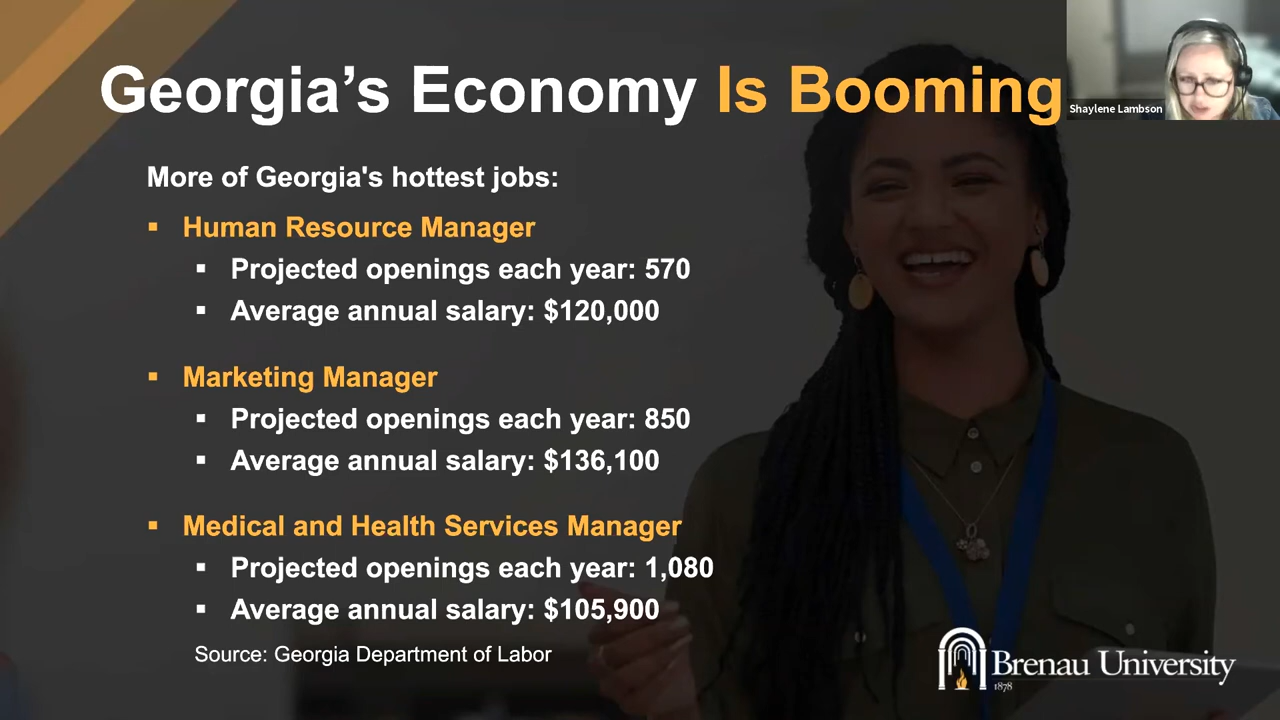 Georgia’s Economy Is Booming
Shaylene Lambson
More of Georgia's hottest jobs:
▪ Human Resource Manager
▪ Projected openings each year: 570
▪ Average annual salary: $120,000
▪ Marketing Manager
▪ Projected openings each year: 850
▪ Average annual salary: $136,100
▪ Medical and Health Services Manager
▪ Projected openings each year: 1,080
▪ Average annual salary: $105,900
Source: Georgia Department of Labor
Brenau University
1878